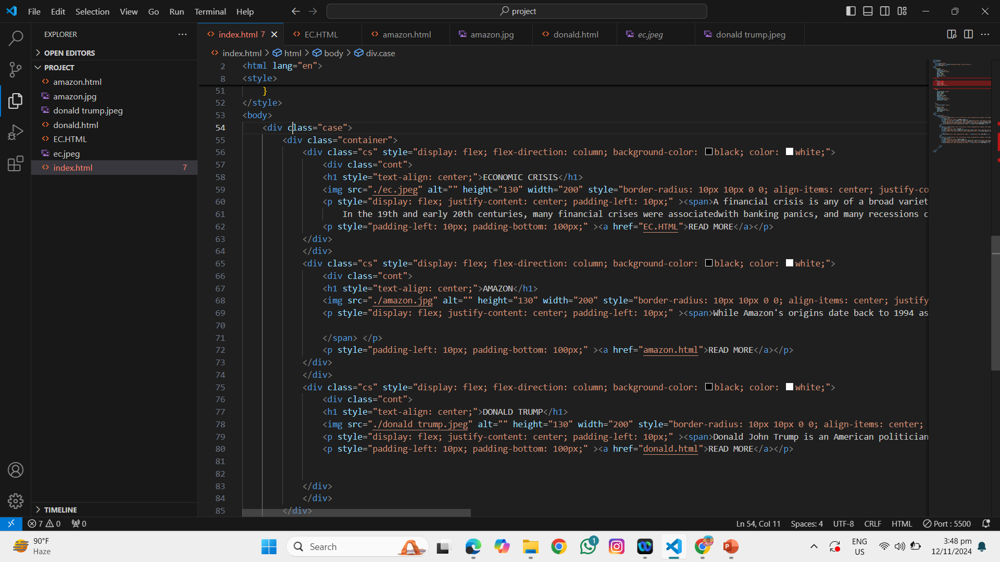 File Edit Selection View Go Run Terminal Help
project
EXPLORER
OPEN EDITORS
PROJECT
amazon.html
amazon.jpg
donald trump.jpeg
donald.html
EC.HTML
ec.jpeg
index.html 7
TIMELINE
index.html 7 EC.HTML amazon.html amazon.jpg donald.html ec.jpeg donald trump.jpeg
index.html > html > body > div.case
2 <html lang="en">
8 <style>
51 }
52 </style>
53 <body>
54 <div class="case">
55 <div class="container">
56 <div class="cs" style="display: flex; flex-direction: column; background-color: black; color: white;">
57 <div class="cont">
58 <h1 style="text-align: center;">ECONOMIC CRISIS</h1>
59 <img src="./ec.jpeg" alt="" height="130" width="200" style="border-radius: 10px 10px 0 0; align-items: center; justify-co
60 <p style="display: flex; justify-content: center; padding-left: 10px;" ><span>A financial crisis is any of a broad variet
61 In the 19th and early 20th centuries, many financial crises were associatedwith banking panics, and many recessions c
62 <p style="padding-left: 10px; padding-bottom: 100px;" ><a href="EC.HTML">READ MORE</a></p>
63 </div>
64 </div>
65 <div class="cs" style="display: flex; flex-direction: column; background-color: black; color: white;">
66 <div class="cont">
67 <h1 style="text-align: center;">AMAZON</h1>
68 <img src="./amazon.jpg" alt="" height="130" width="200" style="border-radius: 10px 10px 0 0; align-items: center; justify
69 <p style="display: flex; justify-content: center; padding-left: 10px;" ><span>While Amazon's origins date back to 1994 as
70
71 </span> </p>
72 <p style="padding-left: 10px; padding-bottom: 100px;" ><a href="amazon.html">READ MORE</a></p>
73 </div>
74 </div>
75 <div class="cs" style="display: flex; flex-direction: column; background-color: black; color: white;">
76 <div class="cont">
77 <h1 style="text-align: center;">DONALD TRUMP</h1>
78 <img src="./donald trump.jpeg" alt="" height="130" width="200" style="border-radius: 10px 10px 0 0; align-items: center;
79 <p style="display: flex; justify-content: center; padding-left: 10px;" ><span>Donald John Trump is an American politician
80 <p style="padding-left: 10px; padding-bottom: 100px;" ><a href="donald.html">READ MORE</a></p>
81
82
83 </div>
84 </div>
85 </div>
7 0 0 Ln 54, Col 11 Spaces: 4 UTF-8 CRLF HTML Port : 5500
90°F
Haze
Search
1
ENG
US
3:48 pm
12/11/2024